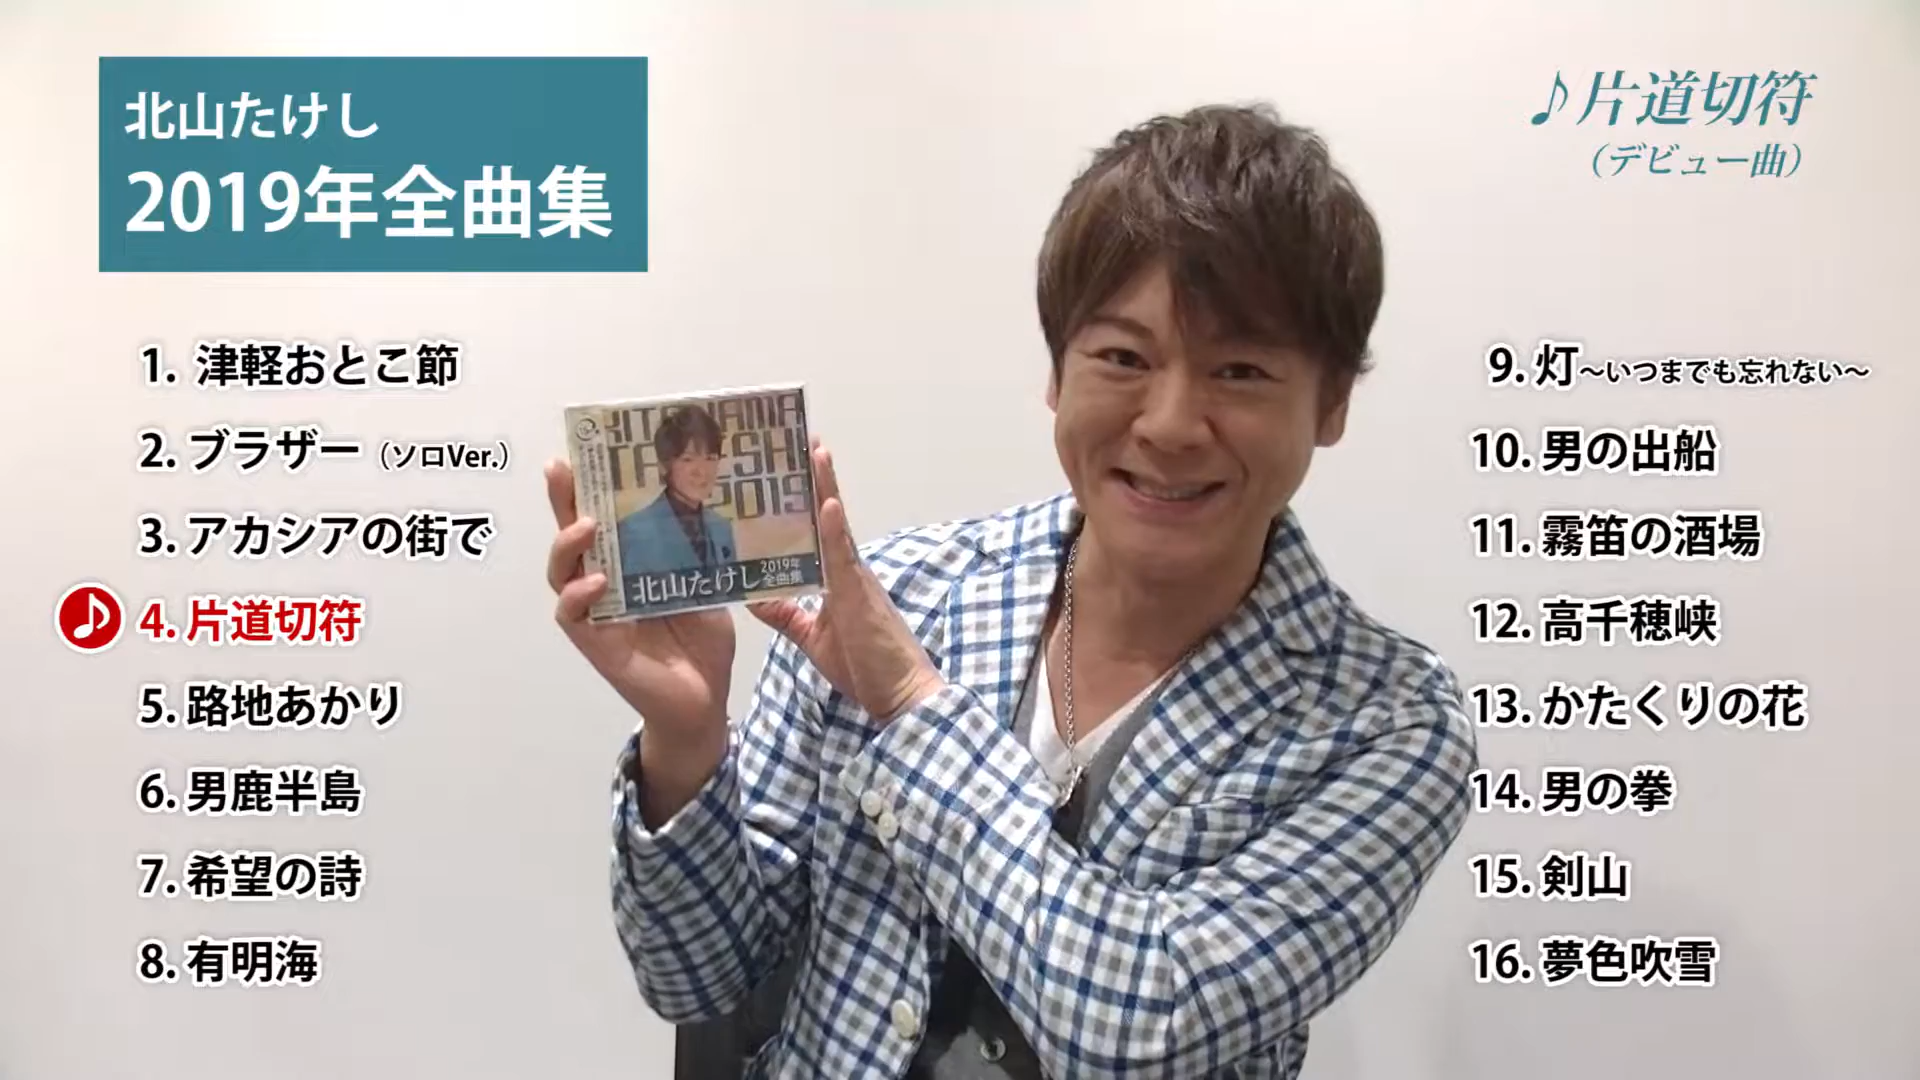 北山たけし
2019年全曲集
♪片道切符
（デビュー曲）
1. 津軽おとこ節
2. ブラザー（ソロVer.）
3. アカシアの街で
4. 片道切符
5. 路地あかり
6. 男鹿半島
7. 希望の詩
8. 有明海
9. 灯～いつまでも忘れない～
10. 男の出船
11. 霧笛の酒場
12. 高千穂峡
13. かたくりの花
14. 男の拳
15. 剣山
16. 夢色吹雪
KITAYAMA
TAKESHI
2019
北山たけし 2019年
全曲集